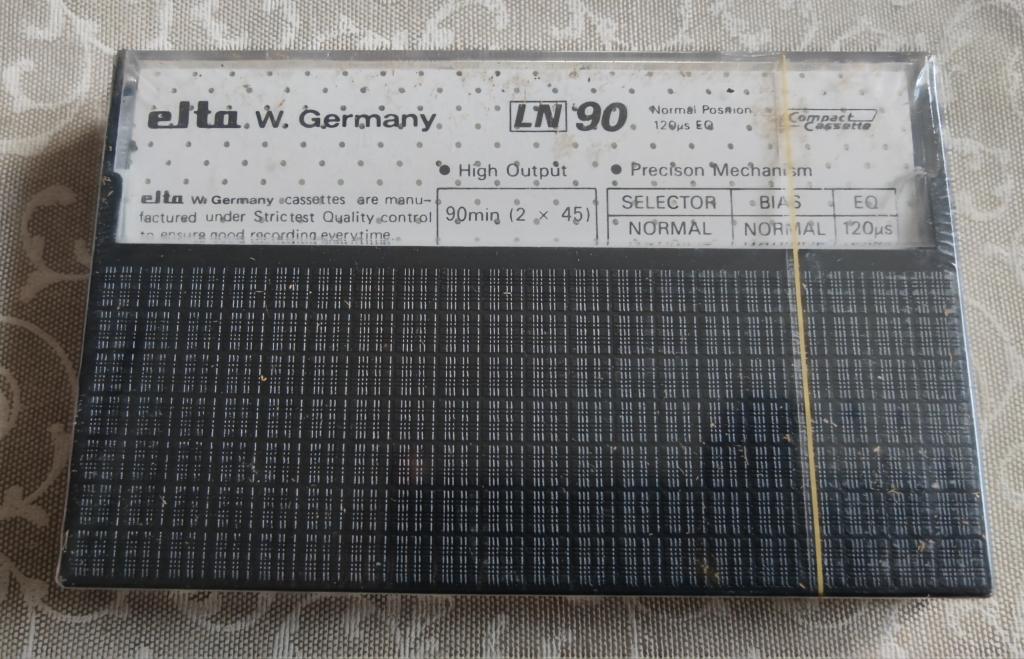 elta W. Germany LN 90 Normal Position Compact
120µs EQ Cassette
● High Output ● Precison Mechanism
elta W. Germany cassettes are manu-
factured under Strictest Quality control
to ensure good recording everytime.
90min (2 x 45)
SELECTOR BIAS EQ
NORMAL NORMAL 120µs